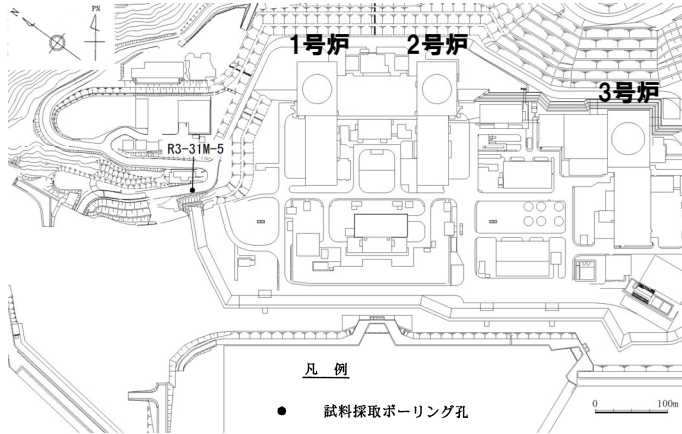 N
PN
1号炉
2号炉
3号炉
R3-31M-5
凡 例
● 試料採取ボーリング孔
0 100m